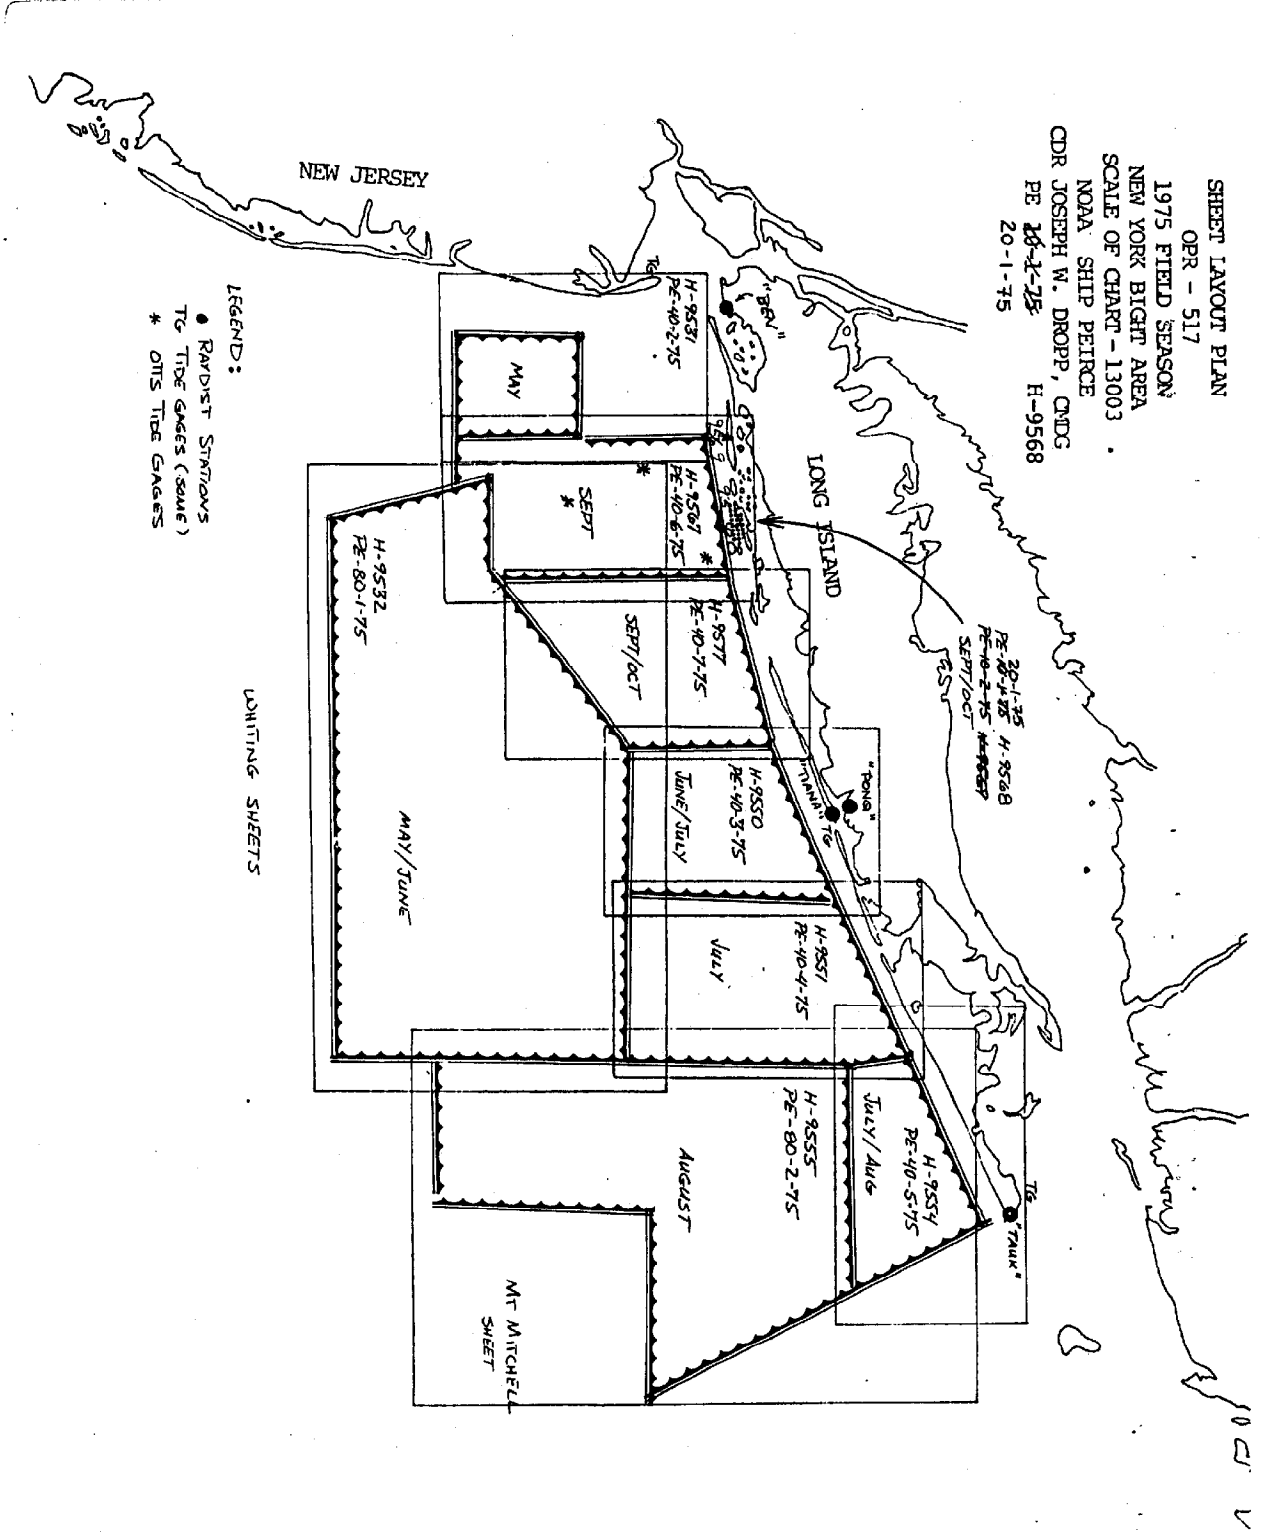 SHEET LAYOUT PLAN
OPR - 517
1975 FIELD SEASON
NEW YORK BIGHT AREA
SCALE OF CHART-13003 .
NOAA SHIP PEIRCE
CDR JOSEPH W. DROPP, CMDG
PE H-9568
20-1-75
NEW JERSEY
LONG ISLAND
20-1-75
H-9568
PE-10-2-75
SEPT/OCT
TG
"BEN"
H-9531
PE-40-2-75
MAY
H-9567
PE-40-6-75
*
*
SEPT
*
H-9577
PE-40-7-75
SEPT/OCT
"PONQ"
"TIANA" TG
H-9550
PE-40-3-75
JUNE/JULY
H-9551
PE-40-4-75
JULY
TG
"TAUK"
H-9554
PE-40-5-75
JULY/AUG
H-9555
PE-80-2-75
AUGUST
H-9532
PE-80-1-75
MAY/JUNE
MT MITCHELL
SHEET
WHITING SHEETS
LEGEND:
● RAYDIST STATIONS
TG TIDE GAGES (SOME)
* OTTS TIDE GAGES